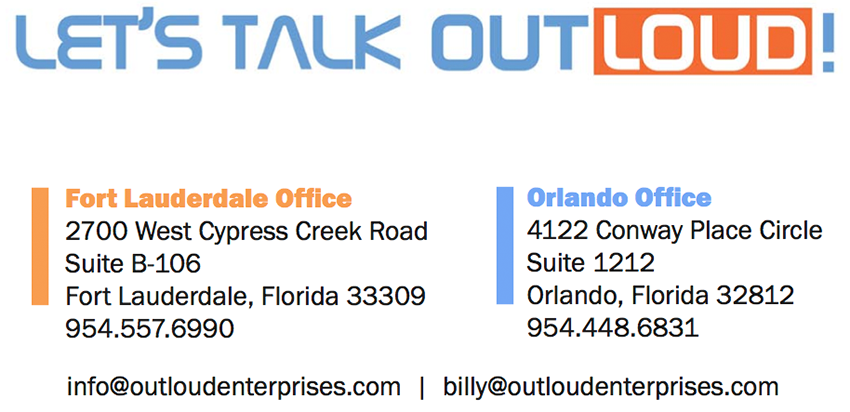 LET'S TALK OUTLOUD!
Fort Lauderdale Office
2700 West Cypress Creek Road
Suite B-106
Fort Lauderdale, Florida 33309
954.557.6990
Orlando Office
4122 Conway Place Circle
Suite 1212
Orlando, Florida 32812
954.448.6831
info@outloudenterprises.com | billy@outloudenterprises.com